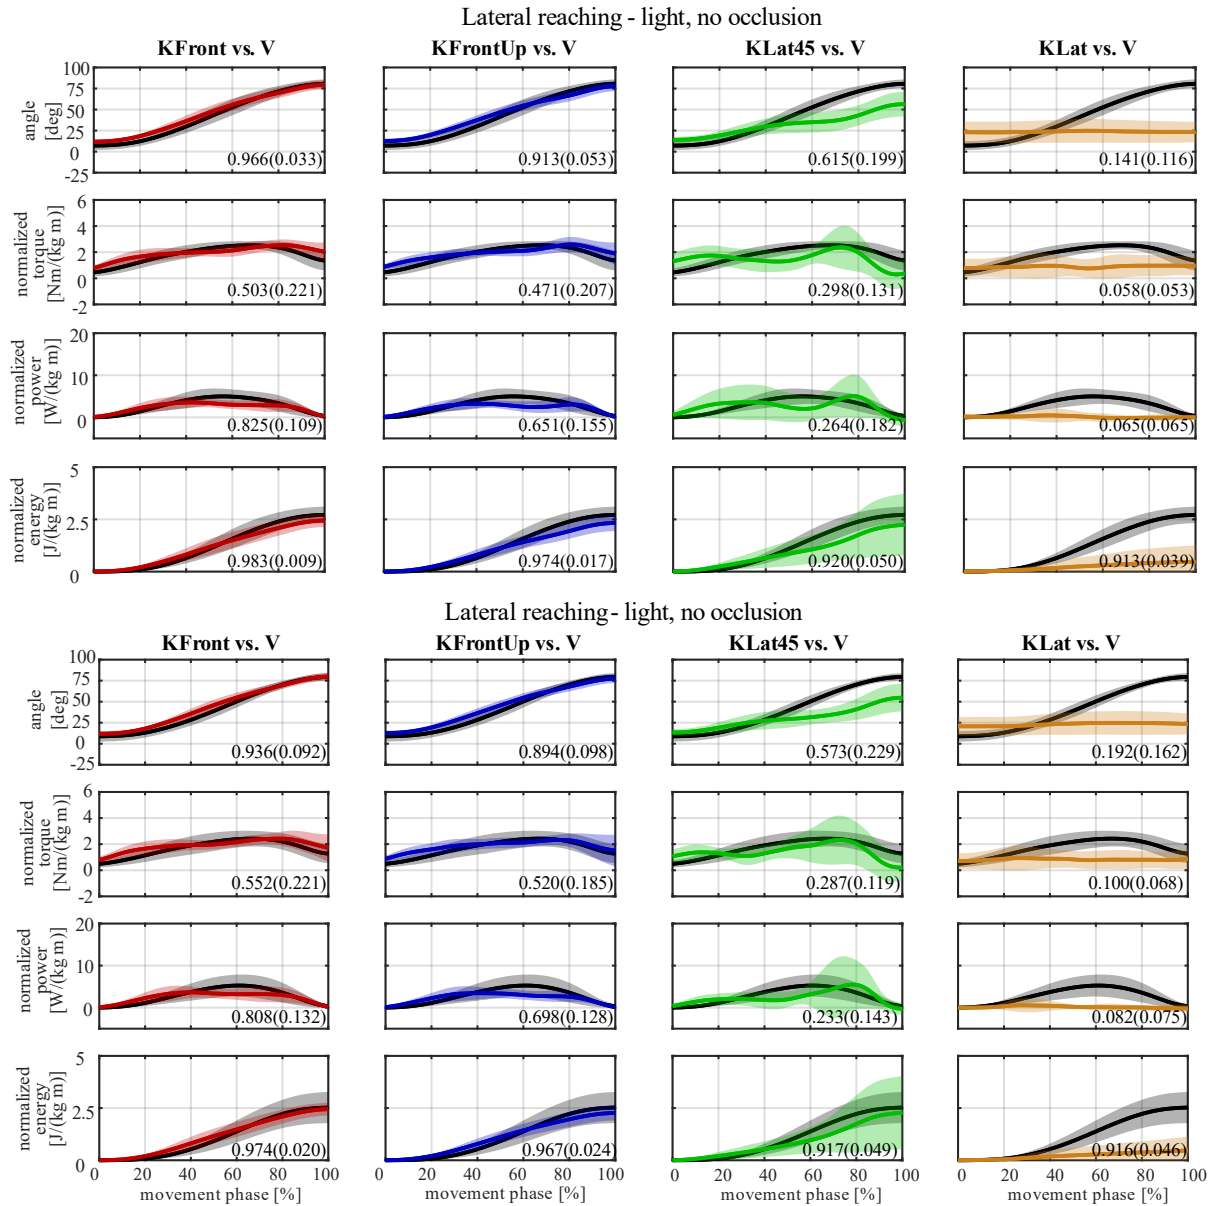 Lateral reaching - light, no occlusion
KFront vs. V
KFrontUp vs. V
KLat45 vs. V
KLat vs. V
angle
[deg]
100
75
50
25
0
-25
0.966(0.033)
0.913(0.053)
0.615(0.199)
0.141(0.116)
normalized
torque
[Nm/(kg m)]
6
4
2
0
-2
0.503(0.221)
0.471(0.207)
0.298(0.131)
0.058(0.053)
normalized
power
[W/(kg m)]
20
10
0
0.825(0.109)
0.651(0.155)
0.264(0.182)
0.065(0.065)
normalized
energy
[J/(kg m)]
5
2.5
0
0.983(0.009)
0.974(0.017)
0.920(0.050)
0.913(0.039)
Lateral reaching - light, no occlusion
KFront vs. V
KFrontUp vs. V
KLat45 vs. V
KLat vs. V
angle
[deg]
100
75
50
25
0
-25
0.936(0.092)
0.894(0.098)
0.573(0.229)
0.192(0.162)
normalized
torque
[Nm/(kg m)]
6
4
2
0
-2
0.552(0.221)
0.520(0.185)
0.287(0.119)
0.100(0.068)
normalized
power
[W/(kg m)]
20
10
0
0.808(0.132)
0.698(0.128)
0.233(0.143)
0.082(0.075)
normalized
energy
[J/(kg m)]
5
2.5
0
0.974(0.020)
0.967(0.024)
0.917(0.049)
0.916(0.046)
0 20 40 60 80 100
0 20 40 60 80 100
0 20 40 60 80 100
0 20 40 60 80 100
movement phase [%]
movement phase [%]
movement phase [%]
movement phase [%]